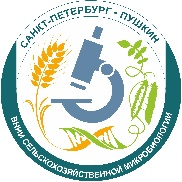 САНКТ-ПЕТЕРБУРГ - ПУШКИН
ВНИИ СЕЛЬСКОХОЗЯЙСТВЕННОЙ МИКРОБИОЛОГИИ